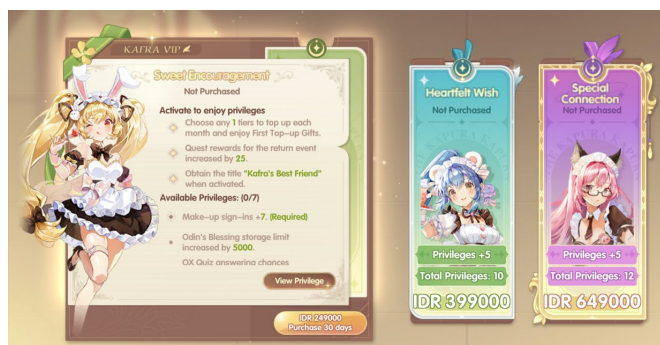 KAFRA VIP
Sweet Encouragement
Not Purchased
Activate to enjoy privileges
Choose any 1 tiers to top up each
month and enjoy First Top-up Gifts.
Quest rewards for the return event
increased by 25.
Obtain the title "Kafra's Best Friend"
when activated.
Available Privileges: (0/7)
Make-up sign-ins +7. (Required)
Odin's Blessing storage limit
increased by 5000.
OX Quiz answering chances
View Privilege
IDR 249000
Purchase 30 days
Heartfelt Wish
Not Purchased
Privileges +5
Total Privileges: 10
IDR 399000
Special
Connection
Not Purchased
Privileges +5
Total Privileges: 12
IDR 649000